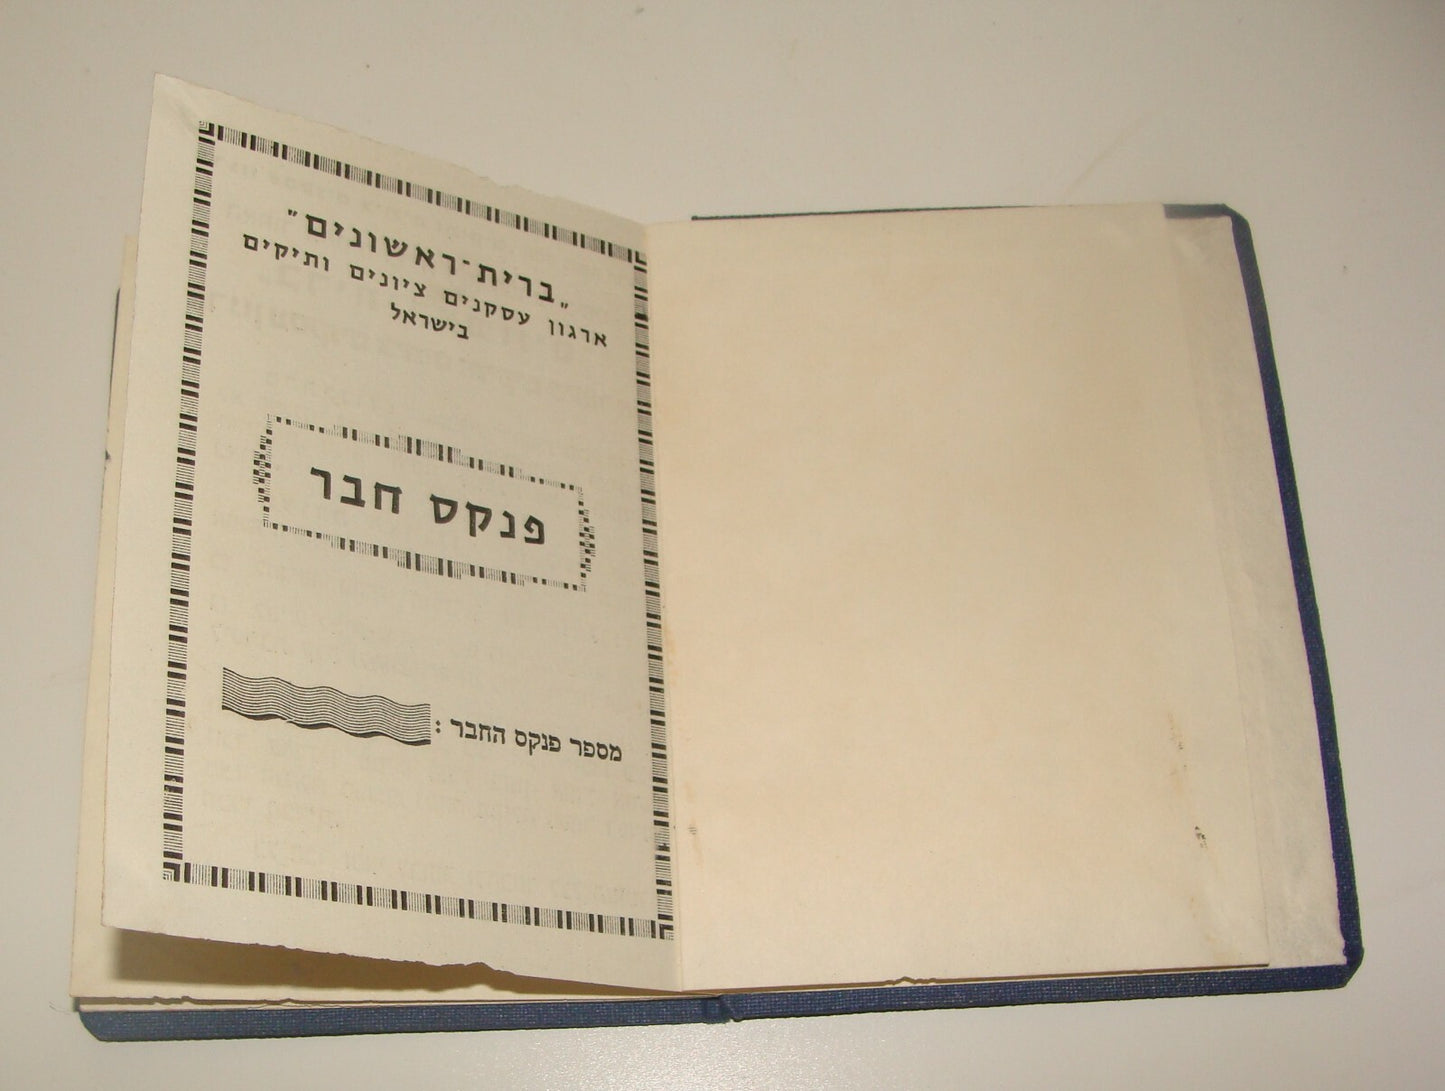 „ברית־ראשונים"
ארגון עסקנים ציונים ותיקים
בישראל
פנקס חבר
מספר פנקס החבר :